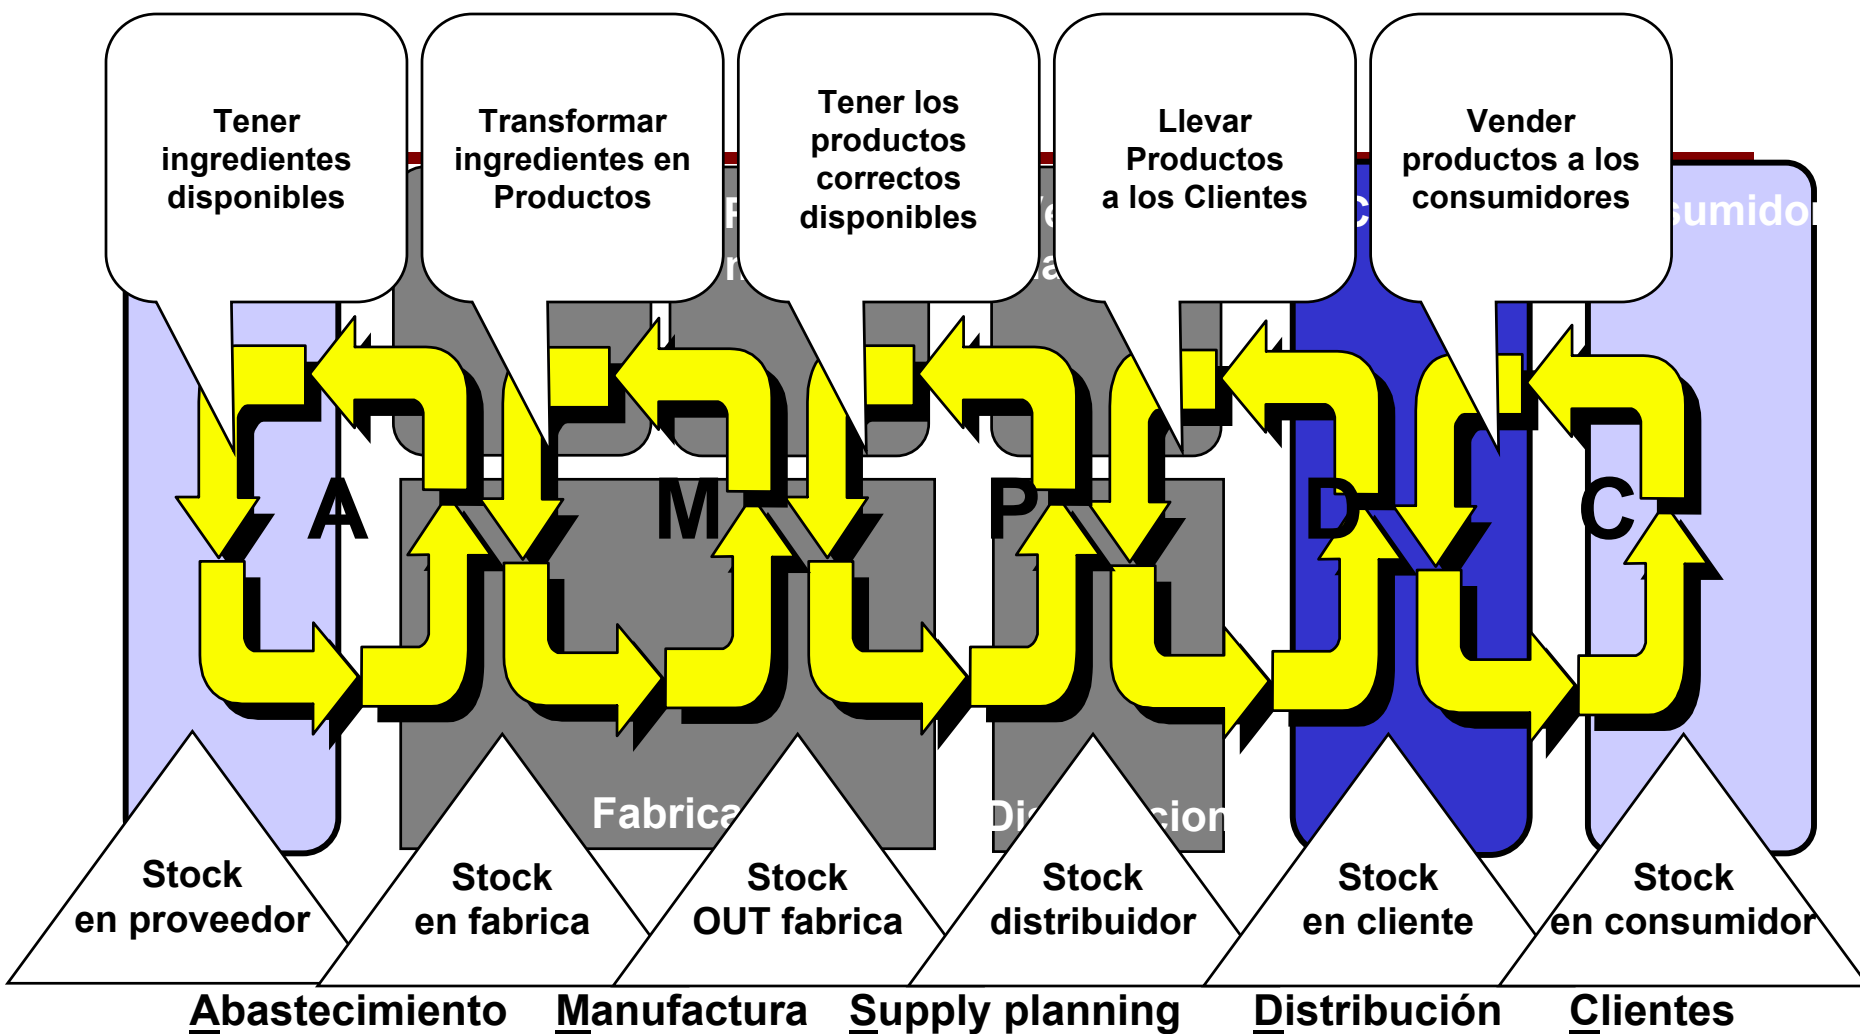 Tener
ingredientes
disponibles
Transformar
ingredientes en
Productos
Tener los
productos
correctos
disponibles
Llevar
Productos
a los Clientes
Vender
productos a los
consumidores
A
M
P
D
C
Stock
en proveedor
Stock
en fabrica
Stock
OUT fabrica
Stock
distribuidor
Stock
en cliente
Stock
en consumidor
Abastecimiento
Manufactura
Supply planning
Distribución
Clientes